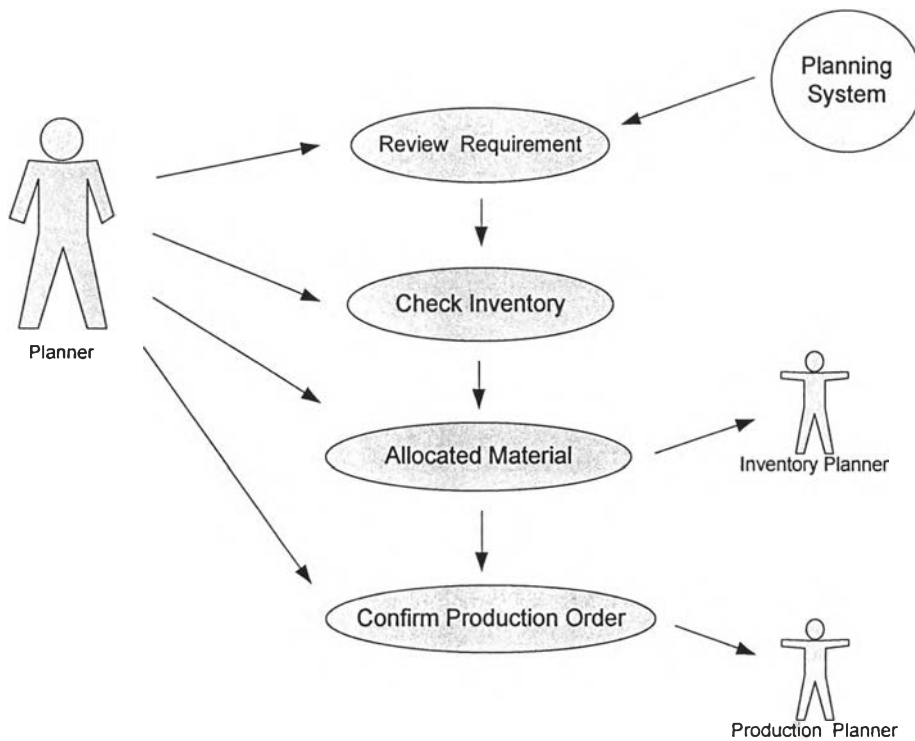 Planning
System
Review Requirement
Planner
Check Inventory
Allocated Material
Inventory Planner
Confirm Production Order
Production Planner